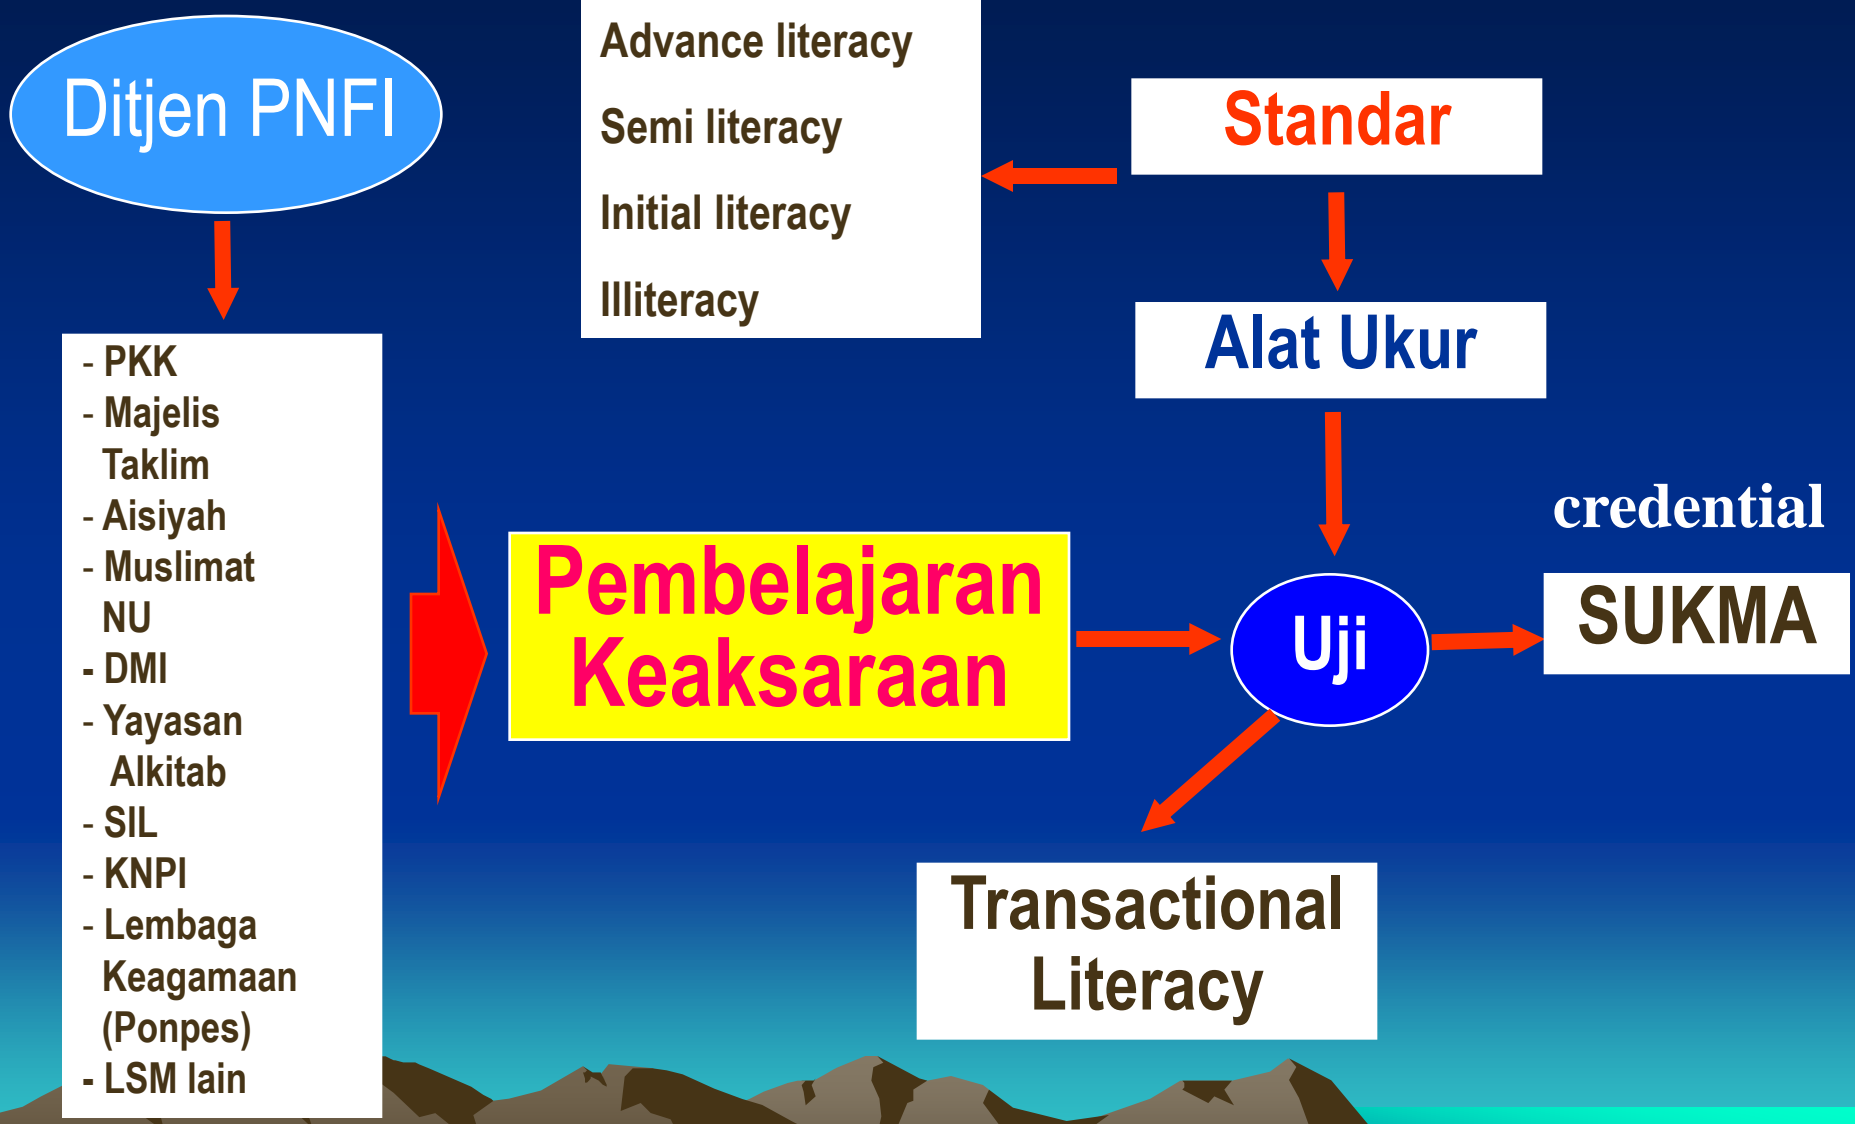 Ditjen PNFI
- PKK
- Majelis
Taklim
- Aisiyah
- Muslimat
NU
- DMI
- Yayasan
Alkitab
- SIL
- KNPI
- Lembaga
Keagamaan
(Ponpes)
- LSM lain
Advance literacy
Semi literacy
Initial literacy
Illiteracy
Standar
Alat Ukur
Pembelajaran
Keaksaraan
Uji
credential
SUKMA
Transactional
Literacy